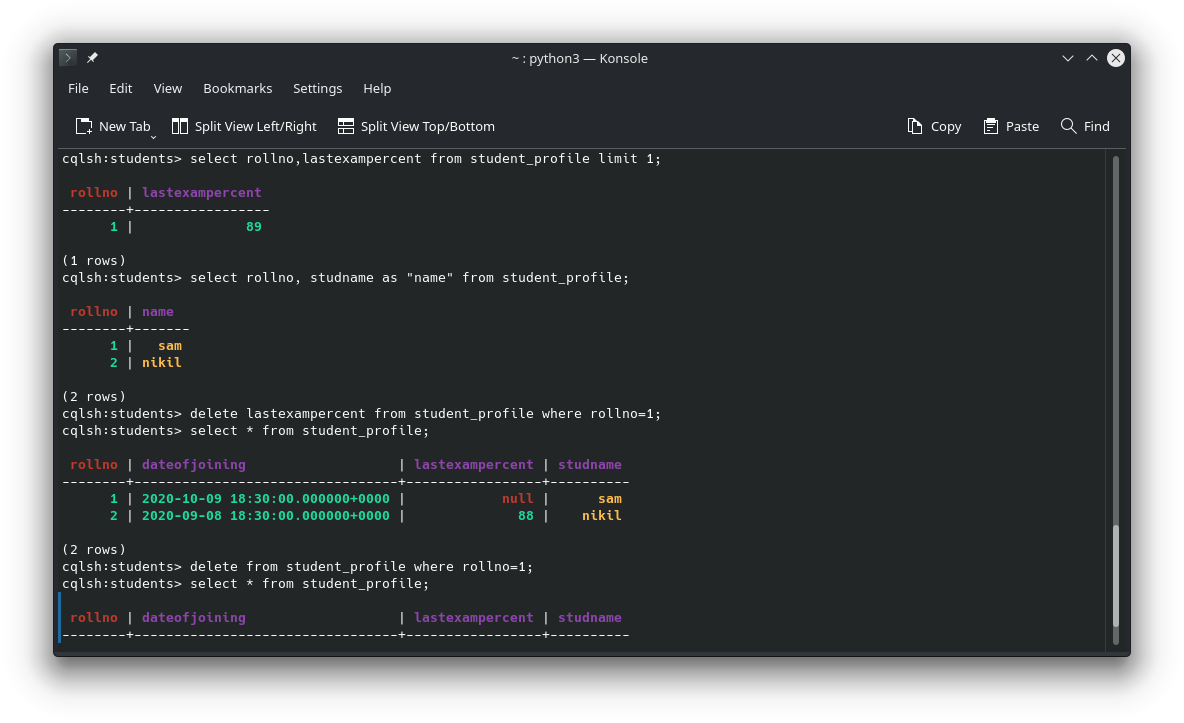 ~ : python3 — Konsole
File Edit View Bookmarks Settings Help
New Tab Split View Left/Right Split View Top/Bottom Copy Paste Find
cqlsh:students> select rollno,lastexampercent from student_profile limit 1;
 rollno | lastexampercent
--------+-----------------
      1 |              89
(1 rows)
cqlsh:students> select rollno, studname as "name" from student_profile;
 rollno | name
--------+-------
      1 |   sam
      2 | nikil
(2 rows)
cqlsh:students> delete lastexampercent from student_profile where rollno=1;
cqlsh:students> select * from student_profile;
 rollno | dateofjoining                   | lastexampercent | studname
--------+---------------------------------+-----------------+----------
      1 | 2020-10-09 18:30:00.000000+0000 |            null |      sam
      2 | 2020-09-08 18:30:00.000000+0000 |              88 |    nikil
(2 rows)
cqlsh:students> delete from student_profile where rollno=1;
cqlsh:students> select * from student_profile;
 rollno | dateofjoining                   | lastexampercent | studname
--------+---------------------------------+-----------------+----------